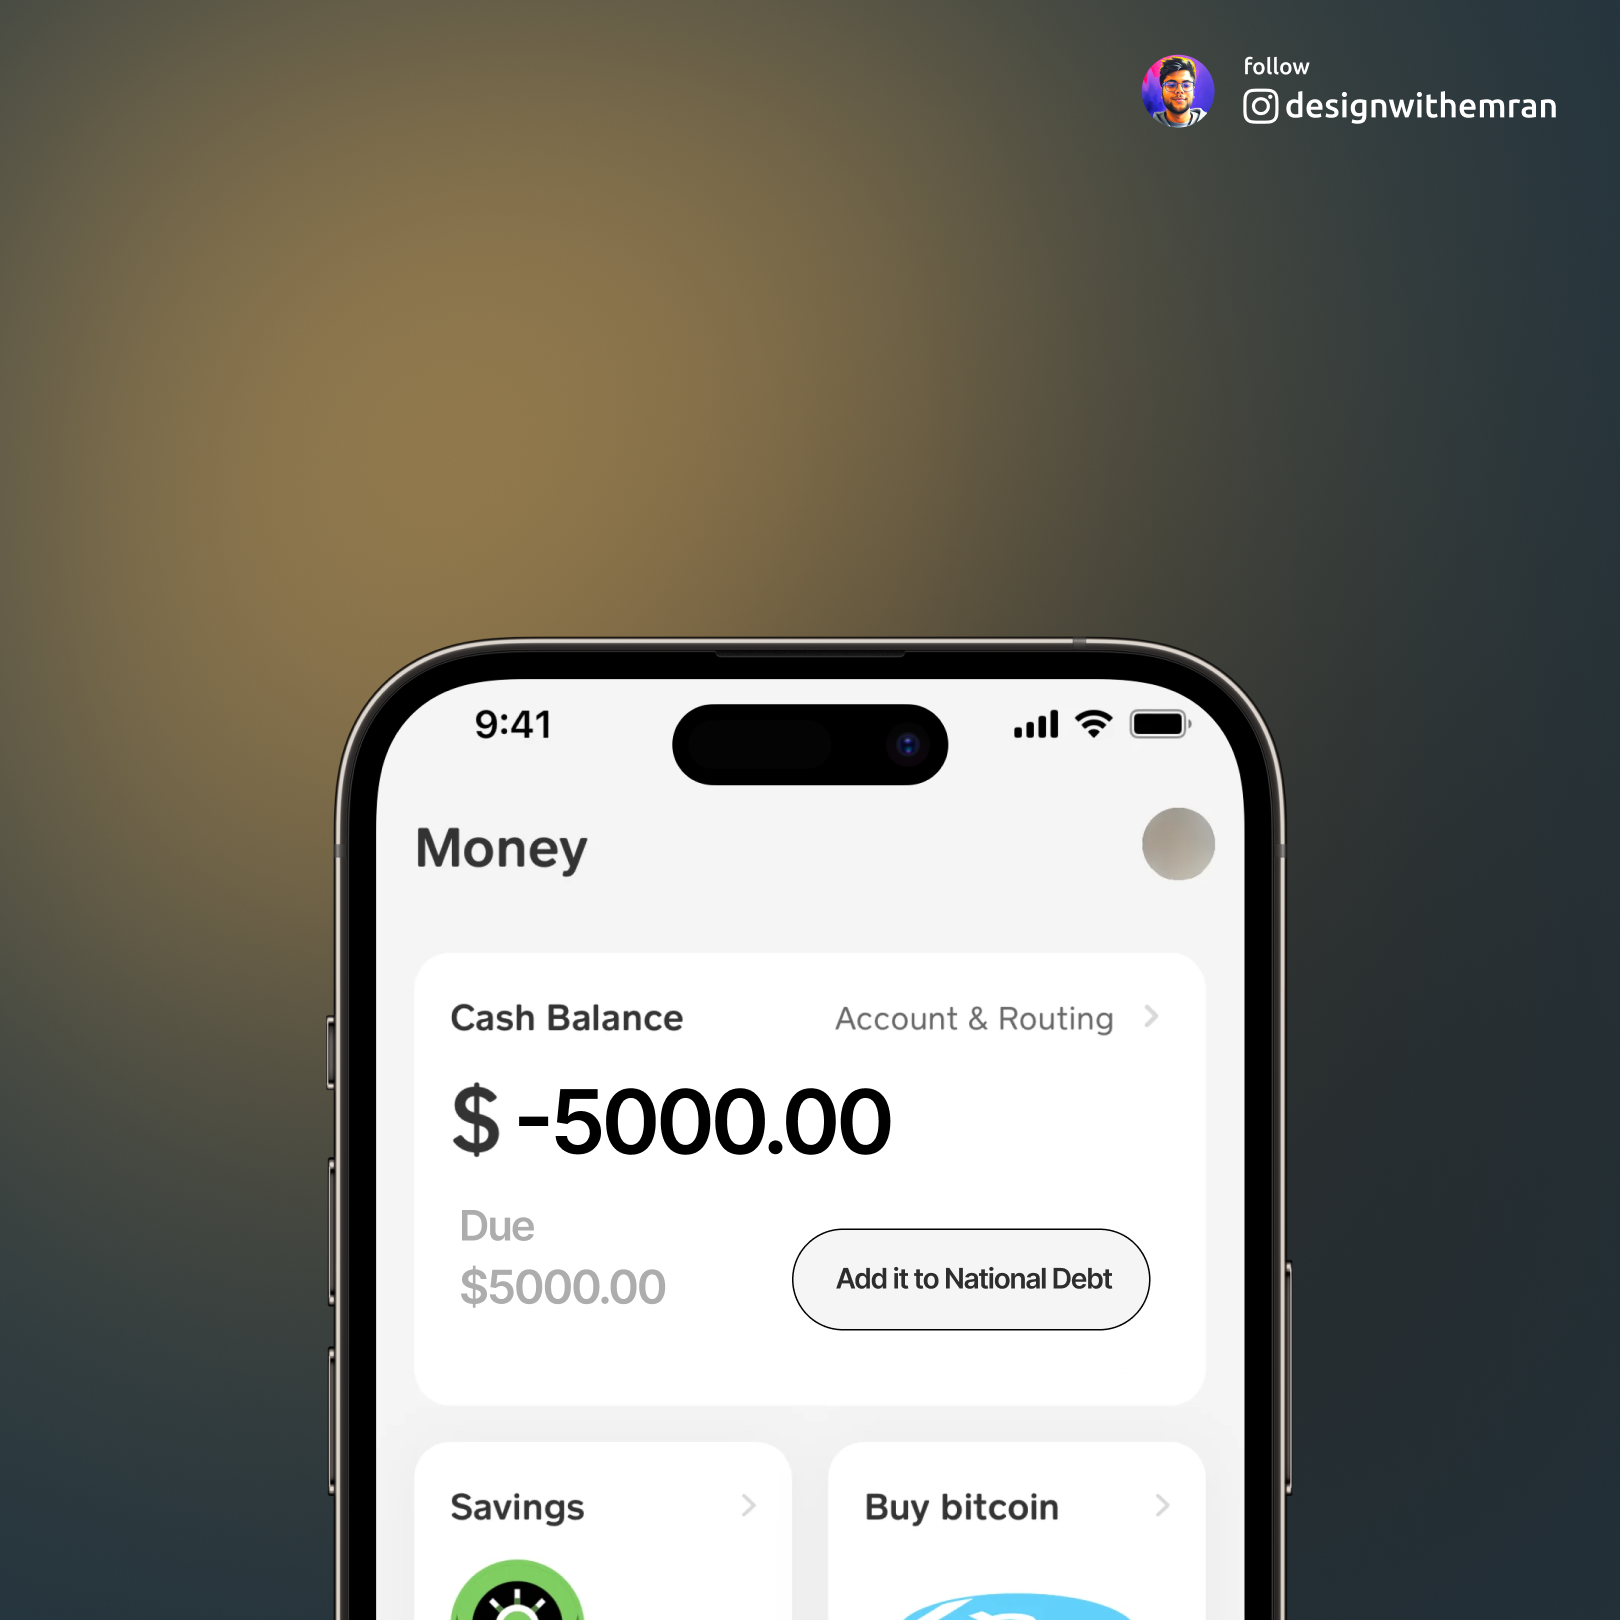 follow
designwithemran
9:41
Money
Cash Balance
Account & Routing
$ -5000.00
Due
$5000.00
Add it to National Debt
Savings
Buy bitcoin